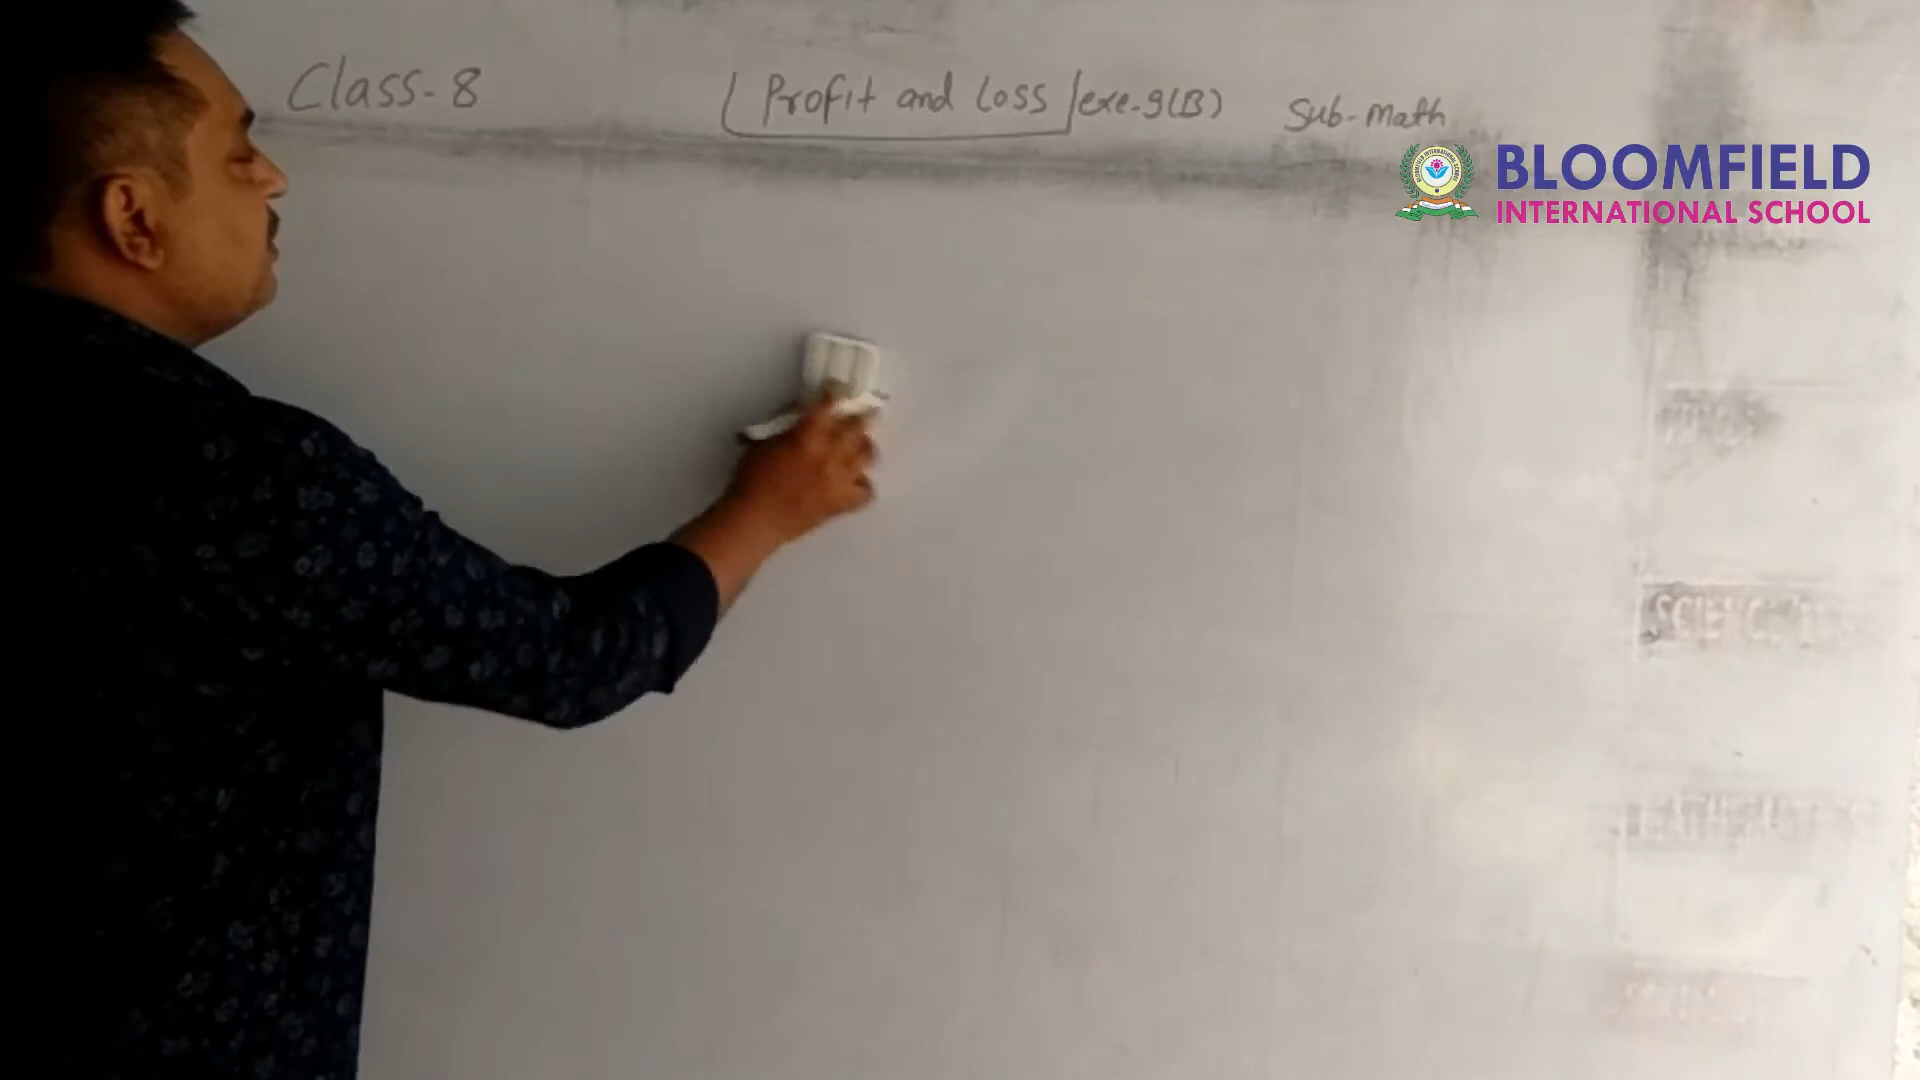 Class-8
Profit and Loss exe-9(B)
Sub-Math
BLOOMFIELD
INTERNATIONAL SCHOOL